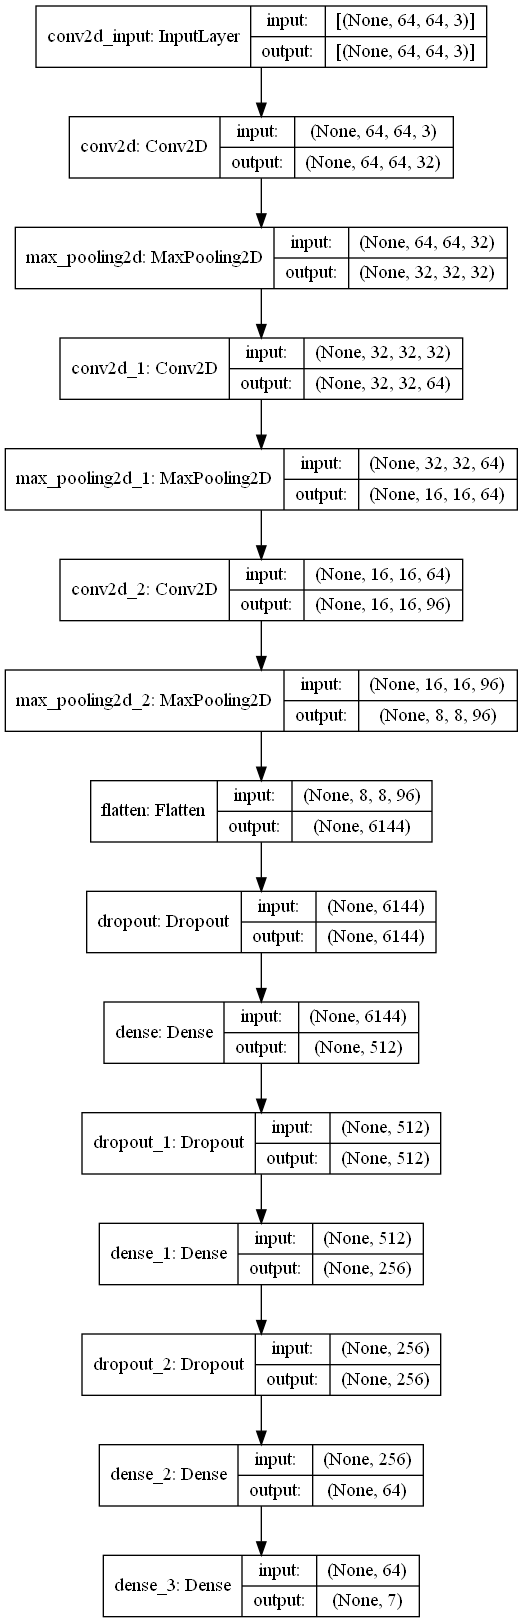 conv2d_input: InputLayer
input: [(None, 64, 64, 3)]
output: [(None, 64, 64, 3)]
conv2d: Conv2D
input: (None, 64, 64, 3)
output: (None, 64, 64, 32)
max_pooling2d: MaxPooling2D
input: (None, 64, 64, 32)
output: (None, 32, 32, 32)
conv2d_1: Conv2D
input: (None, 32, 32, 32)
output: (None, 32, 32, 64)
max_pooling2d_1: MaxPooling2D
input: (None, 32, 32, 64)
output: (None, 16, 16, 64)
conv2d_2: Conv2D
input: (None, 16, 16, 64)
output: (None, 16, 16, 96)
max_pooling2d_2: MaxPooling2D
input: (None, 16, 16, 96)
output: (None, 8, 8, 96)
flatten: Flatten
input: (None, 8, 8, 96)
output: (None, 6144)
dropout: Dropout
input: (None, 6144)
output: (None, 6144)
dense: Dense
input: (None, 6144)
output: (None, 512)
dropout_1: Dropout
input: (None, 512)
output: (None, 512)
dense_1: Dense
input: (None, 512)
output: (None, 256)
dropout_2: Dropout
input: (None, 256)
output: (None, 256)
dense_2: Dense
input: (None, 256)
output: (None, 64)
dense_3: Dense
input: (None, 64)
output: (None, 7)